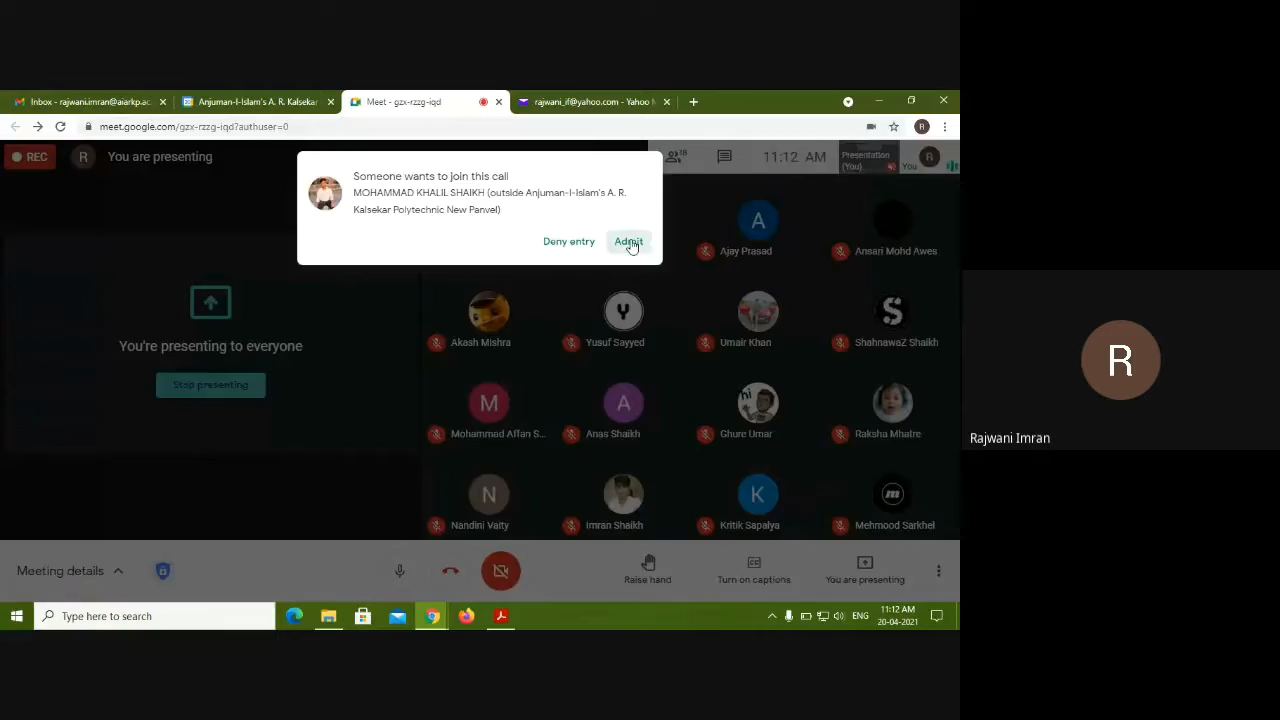 Inbox - rajwani.imran@aiarkp.ac.
Anjuman-I-Islam's A. R. Kalsekar
Meet - gzx-rzzg-iqd
rajwani_if@yahoo.com - Yahoo M
meet.google.com/gzx-rzzg-iqd?authuser=0
R
REC
R
You are presenting
Someone wants to join this call
MOHAMMAD KHALIL SHAIKH (outside Anjuman-I-Islam's A. R.
Kalsekar Polytechnic New Panvel)
Deny entry
Admit
11:12 AM
Presentation
(You)
You
R
A
Ajay Prasad
Ansari Mohd Awes
You're presenting to everyone
Stop presenting
Akash Mishra
Y
Yusuf Sayyed
Umair Khan
S
ShahnawaZ Shaikh
M
Mohammad Affan S...
A
Anas Shaikh
hi
Ghure Umar
Raksha Mhatre
N
Nandini Vaity
Imran Shaikh
K
Kritik Sapalya
m
Mehmood Sarkhel
R
Rajwani Imran
Meeting details
Raise hand
Turn on captions
You are presenting
Type here to search
ENG
11:12 AM
20-04-2021